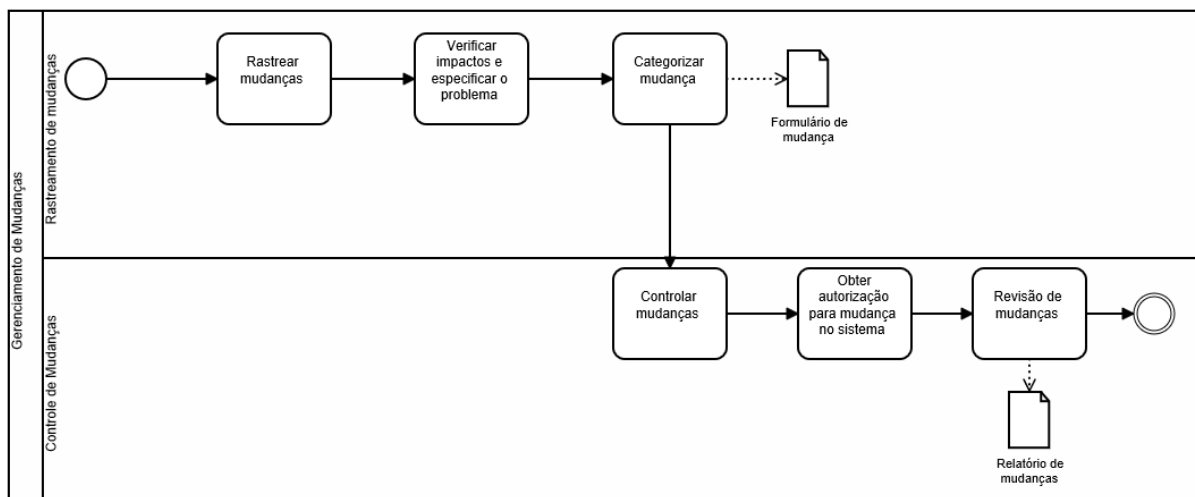 Gerenciamento de Mudanças
Rastreamento de mudanças
Rastrear
mudanças
Verificar
impactos e
especificar o
problema
Categorizar
mudança
Formulário de
mudança
Controle de Mudanças
Controlar
mudanças
Obter
autorização
para mudança
no sistema
Revisão de
mudanças
Relatório de
mudanças